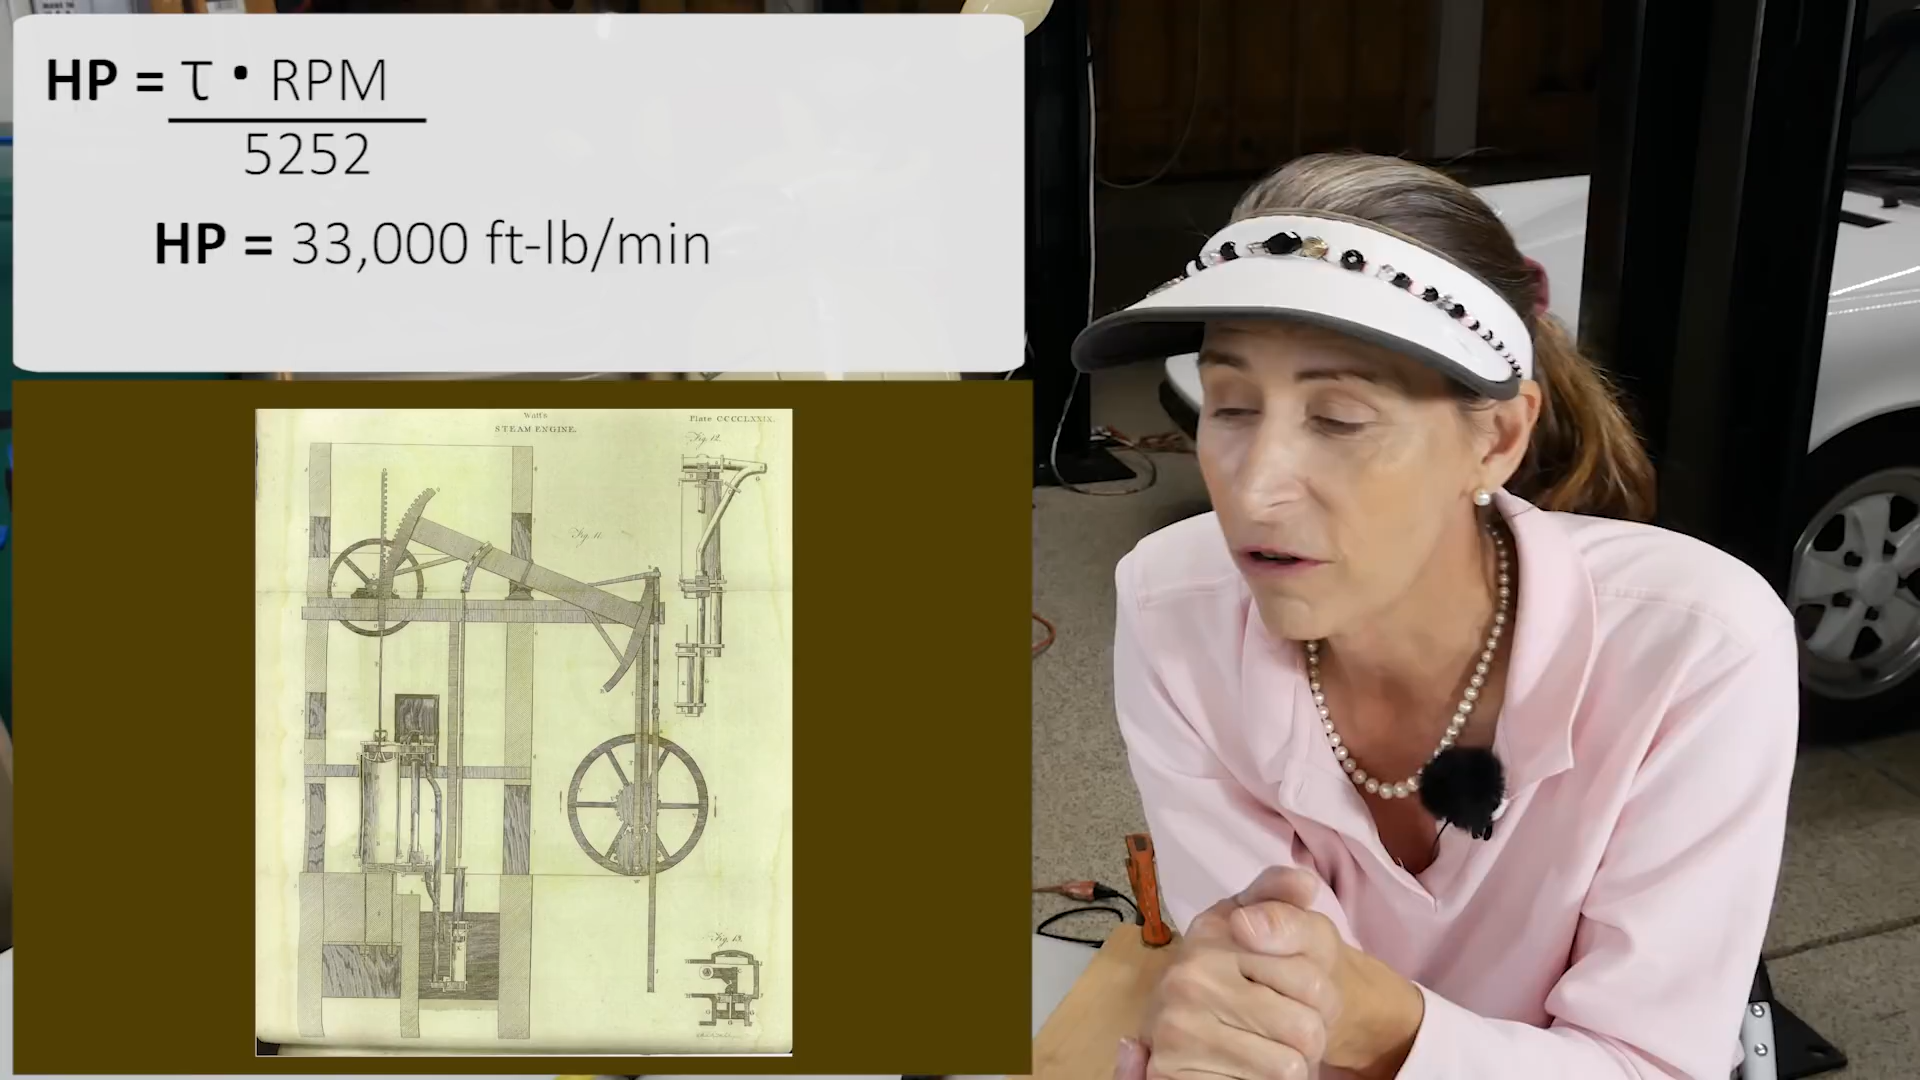 HP = τ • RPM
5252
HP = 33,000 ft-lb/min
Watt's
STEAM ENGINE.
Plate CCCCLXXIX.
Fig. 12.
Fig. 11.
Fig. 13.